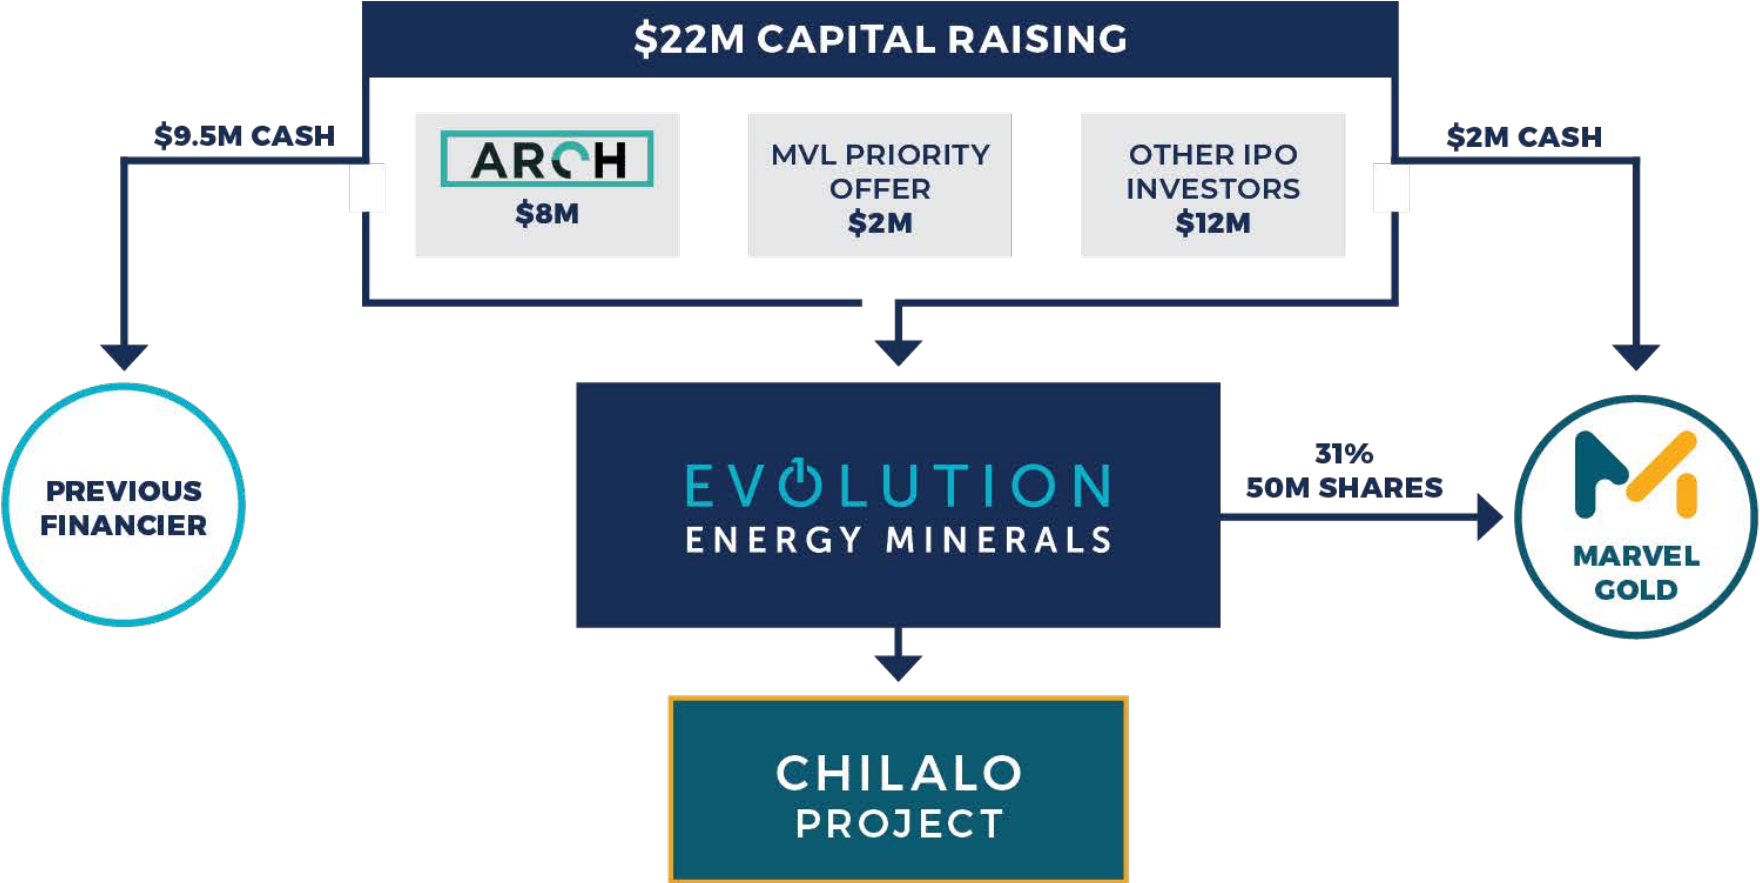 $22M CAPITAL RAISING
$9.5M CASH
ARCH
$8M
MVL PRIORITY
OFFER
$2M
OTHER IPO
INVESTORS
$12M
$2M CASH
PREVIOUS
FINANCIER
EVOLUTION
ENERGY MINERALS
31%
50M SHARES
MARVEL
GOLD
CHILALO
PROJECT